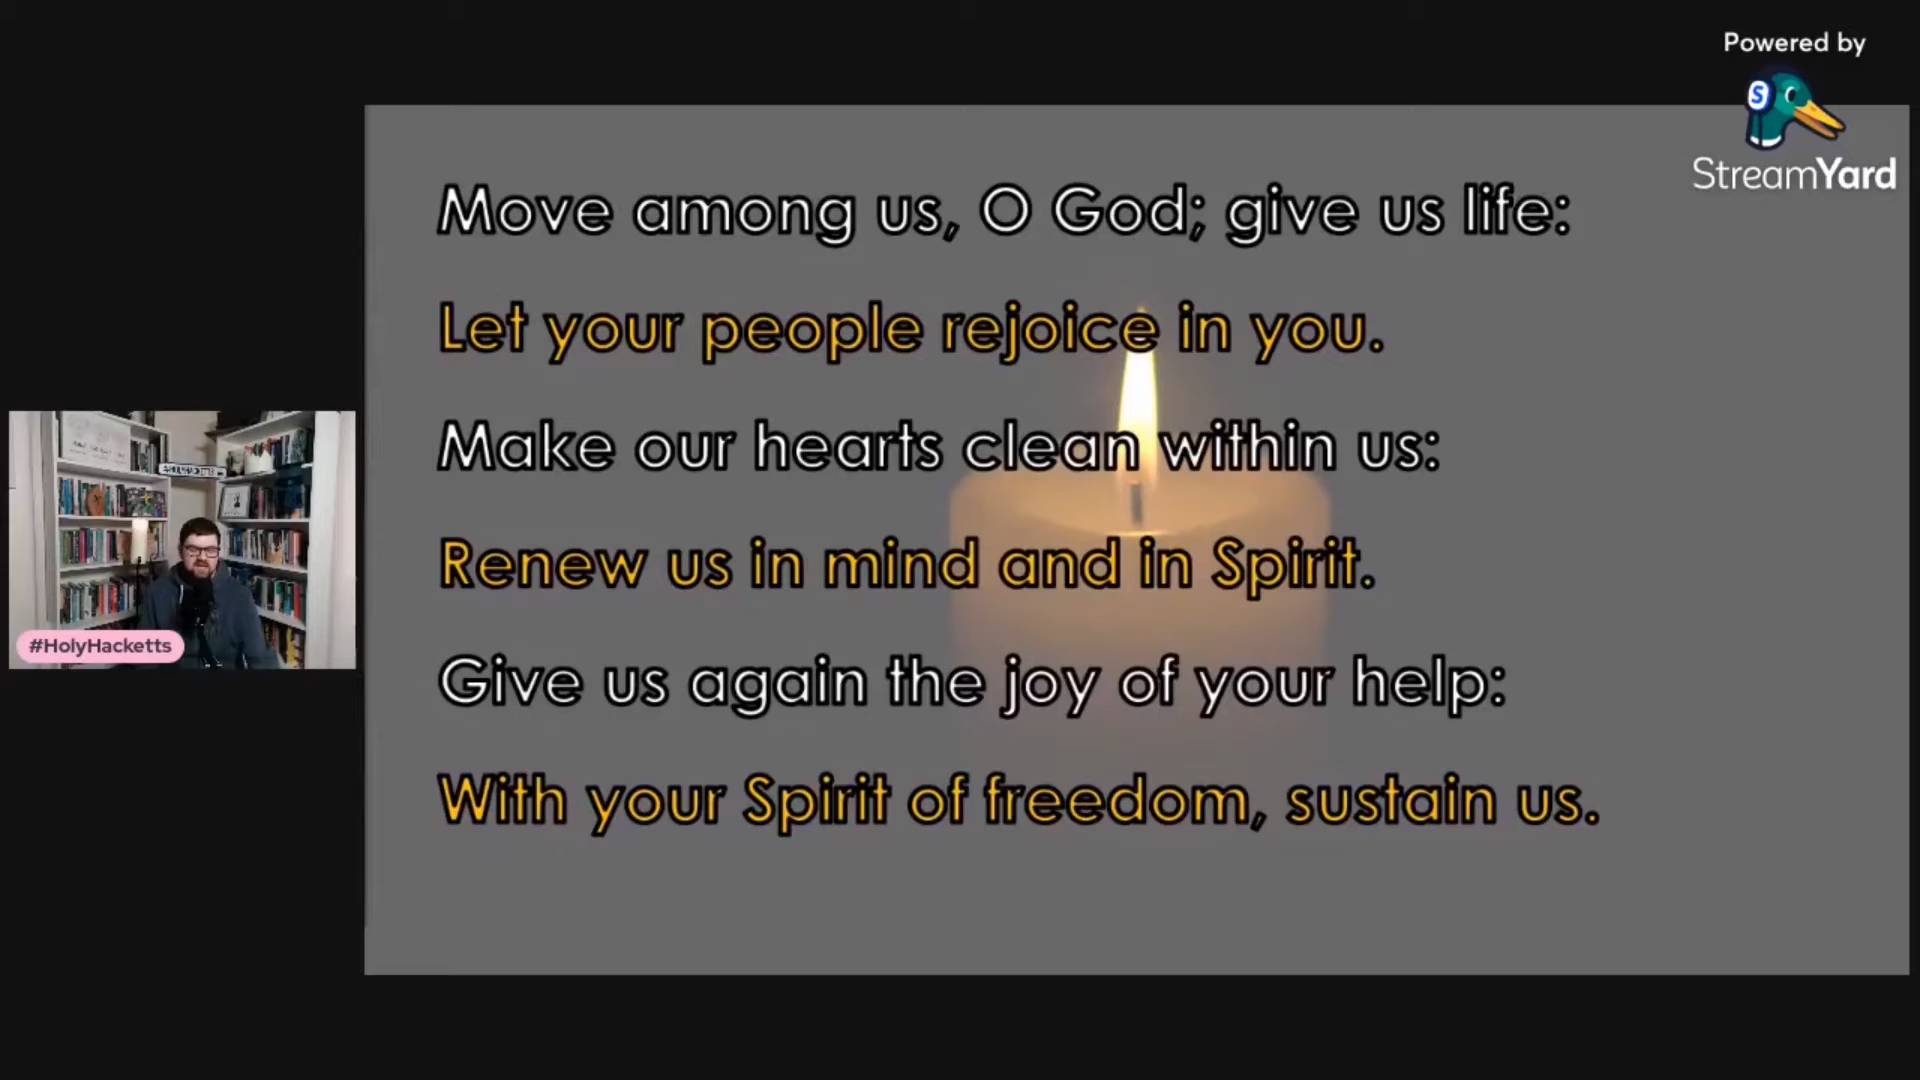 Powered by
StreamYard
Move among us, O God; give us life:
Let your people rejoice in you.
Make our hearts clean within us:
Renew us in mind and in Spirit.
Give us again the joy of your help:
With your Spirit of freedom, sustain us.
#HOLYHACKETTS
#HolyHacketts